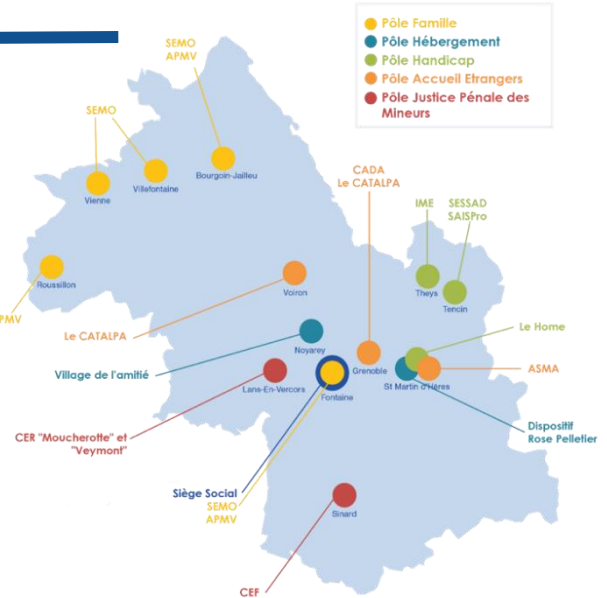 Pôle Famille
Pôle Hébergement
Pôle Handicap
Pôle Accueil Etrangers
Pôle Justice Pénale des
Mineurs
SEMO
APMV
SEMO
Bourgoin-Jailleu
Villefontaine
Vienne
CADA
Le CATALPA
IME
SESSAD
SAISPro
Roussillon
Voiron
Theys
Tencin
PMV
Le CATALPA
Noyarey
Le Home
Village de l'amitié
Grenoble
ASMA
Lans-En-Vercors
St Martin d'Hères
Fontaine
CER "Moucherotte" et
"Veymont"
Dispositif
Rose Pelletier
Siège Social
SEMO
APMV
Sinard
CEF